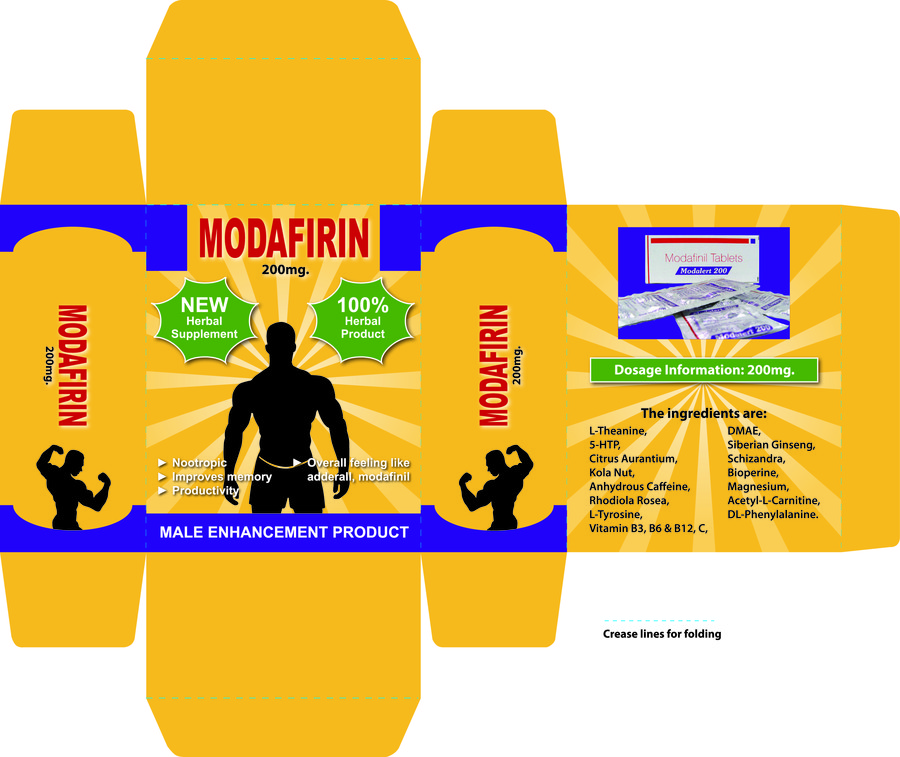 MODAFIRIN
200mg.
MODAFIRIN
200mg.
NEW
Herbal
Supplement
100%
Herbal
Product
► Nootropic
► Improves memory
► Productivity
► Overall feeling like
adderall, modafinil
MALE ENHANCEMENT PRODUCT
MODAFIRIN
200mg.
Modafinil Tablets
Modalert 200
Modalert 200
Dosage Information: 200mg.
The ingredients are:
L-Theanine,
5-HTP,
Citrus Aurantium,
Kola Nut,
Anhydrous Caffeine,
Rhodiola Rosea,
L-Tyrosine,
Vitamin B3, B6 & B12, C,
DMAE,
Siberian Ginseng,
Schizandra,
Bioperine,
Magnesium,
Acetyl-L-Carnitine,
DL-Phenylalanine.
Crease lines for folding